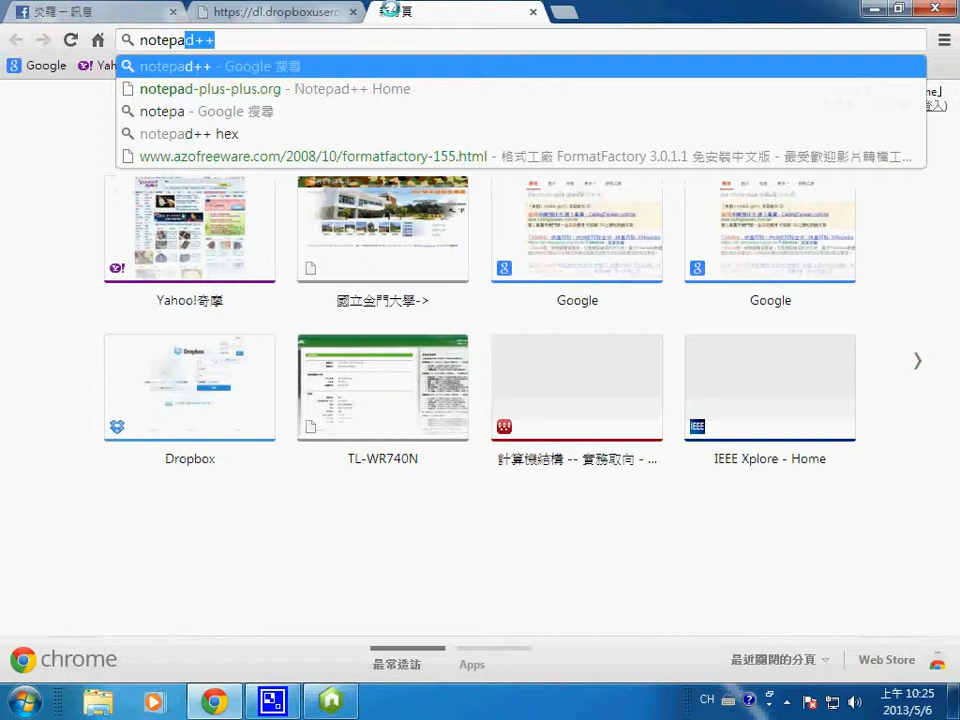 炎羅－訊息
https://dl.dropboxuserc
notepad++
notepad++ - Google 搜尋
notepad-plus-plus.org - Notepad++ Home
notepa - Google 搜尋
notepad++ hex
www.azofreeware.com/2008/10/formatfactory-155.html - 格式工廠 FormatFactory 3.0.1.1 免安裝中文版 - 最受歡迎影片轉檔工...
Google
Yah
Yahoo!奇摩
國立金門大學->
Google
Google
Dropbox
TL-WR740N
計算機結構 -- 實務取向 - ...
IEEE Xplore - Home
chrome
最常造訪
Apps
最近關閉的分頁
Web Store
CH
上午 10:25
2013/5/6